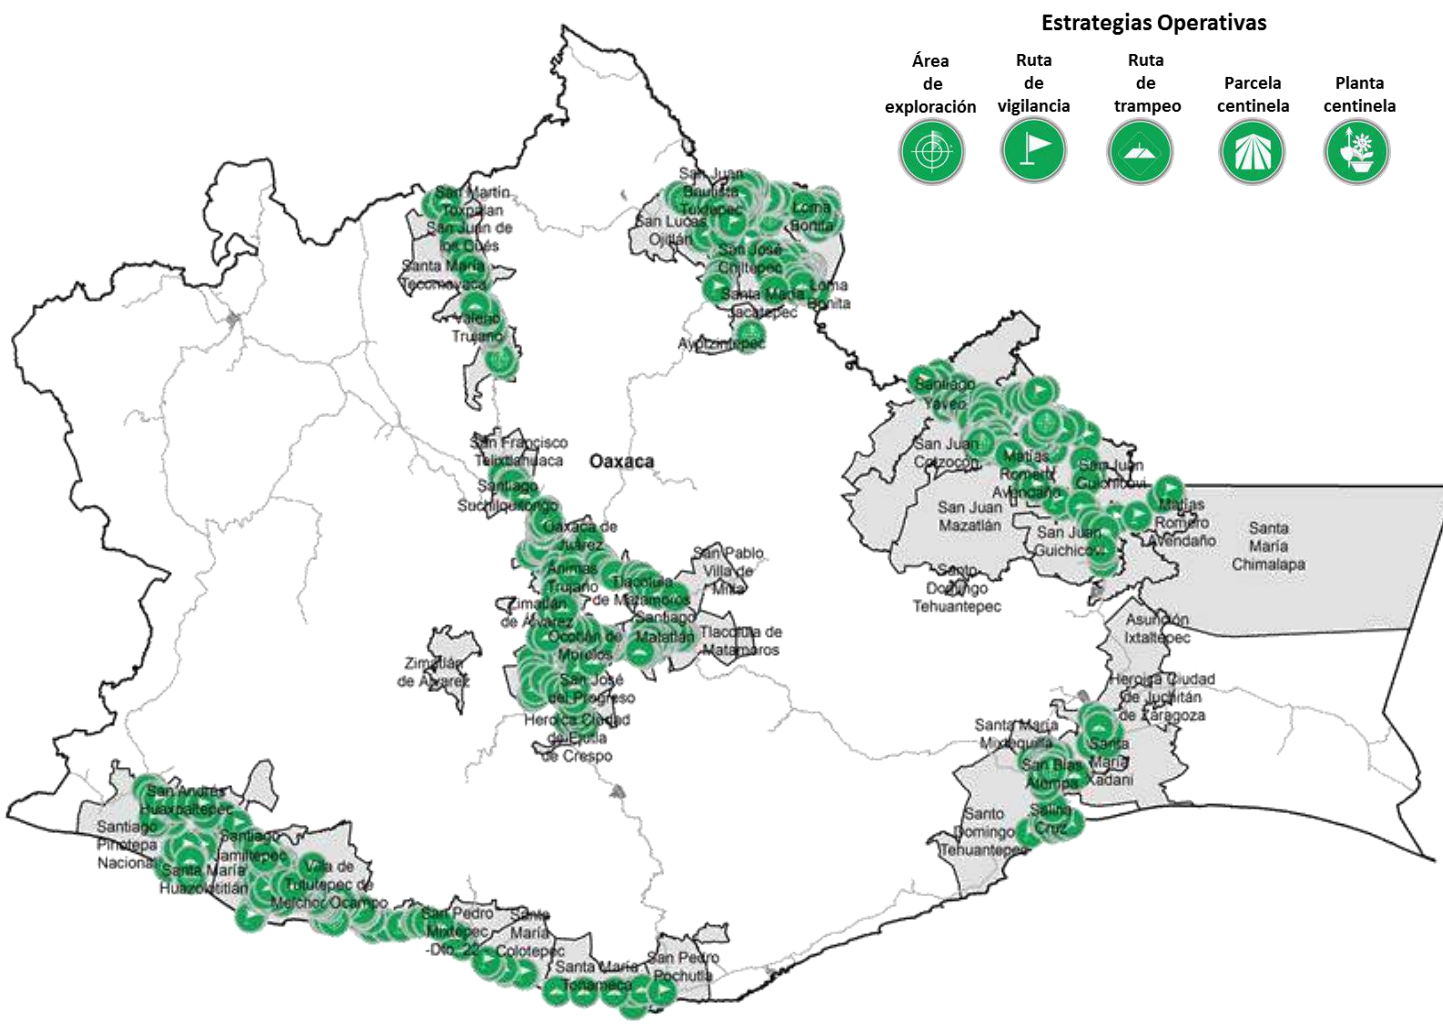 Estrategias Operativas
Área
de
exploración
Ruta
de
vigilancia
Ruta
de
trampeo
Parcela
centinela
Planta
centinela
San Martín
Toxpalan
San Juan de
los Cués
Santa María
Tecomavaca
Valerio
Trujano
San Juan
Bautista
Tuxtepec
San Lucas
Ojitlán
Loma
Bonita
San José
Chiltepec
Santa María
Jacatepec
Loma
Bonita
Ayotzintepec
Santiago
Yaveo
San Juan
Cotzocón
Matías
Romero
Avendaño
San Juan
Guichicovi
San Juan
Mazatlán
San Juan
Guichicovi
Matías
Romero
Avendaño
Santa
María
Chimalapa
Santo
Domingo
Tehuantepec
Asunción
Ixtaltepec
Heroica Ciudad
de Juchitán
de Zaragoza
Santa María
Mixtequilla
Santa
María
Xadani
San Blas
Atempa
Salina
Cruz
Santo
Domingo
Tehuantepec
San Francisco
Telixtlahuaca
Oaxaca
Santiago
Suchilquitongo
Oaxaca de
Juárez
Ánimas
Trujano
Tlacolula
de Matamoros
San Pablo
Villa de
Mitla
Zimatlán
de Álvarez
Santiago
Matatlán
Tlacolula de
Matamoros
Ocotlán de
Morelos
Zimatlán
de Álvarez
San José
del Progreso
Heroica Ciudad
de Ejutla
de Crespo
San Andrés
Huaxpaltepec
Santiago
Pinotepa
Nacional
Santiago
Jamiltepec
Santa María
Huazolotitlán
Villa de
Tututepec de
Melchor Ocampo
San Pedro
Mixtepec
-Dto. 22
Santa
María
Colotepec
Santa María
Tonameca
San Pedro
Pochutla